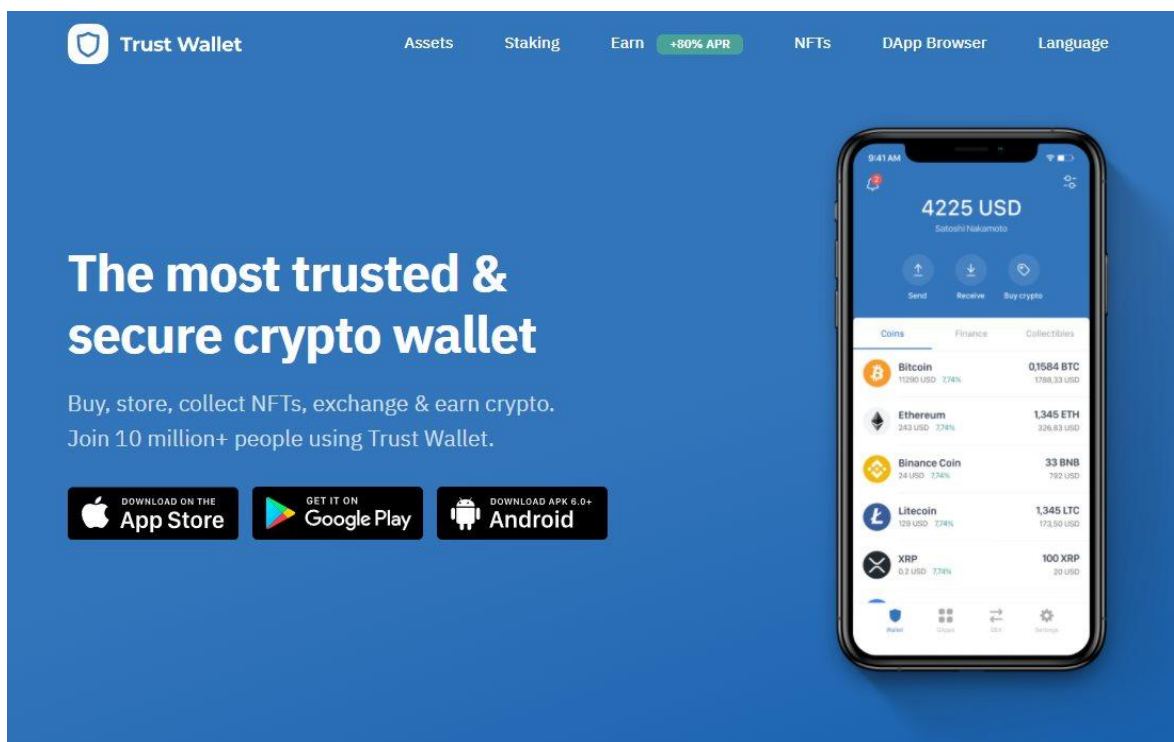 Trust Wallet
Assets Staking Earn +80% APR NFTs DApp Browser Language
The most trusted &
secure crypto wallet
Buy, store, collect NFTs, exchange & earn crypto.
Join 10 million+ people using Trust Wallet.
DOWNLOAD ON THE
App Store
GET IT ON
Google Play
DOWNLOAD APK 6.0+
Android
9:41 AM
2
4225 USD
Satoshi Nakamoto
Send Receive Buy crypto
Coins Finance Collectibles
Bitcoin 0,1584 BTC
11290 USD 7,74% 1788,33 USD
Ethereum 1,345 ETH
243 USD 7,74% 326,83 USD
Binance Coin 33 BNB
24 USD 7,74% 792 USD
Litecoin 1,345 LTC
129 USD 7,74% 173,50 USD
XRP 100 XRP
0.2 USD 7,74% 20 USD
Wallet DEX Settings